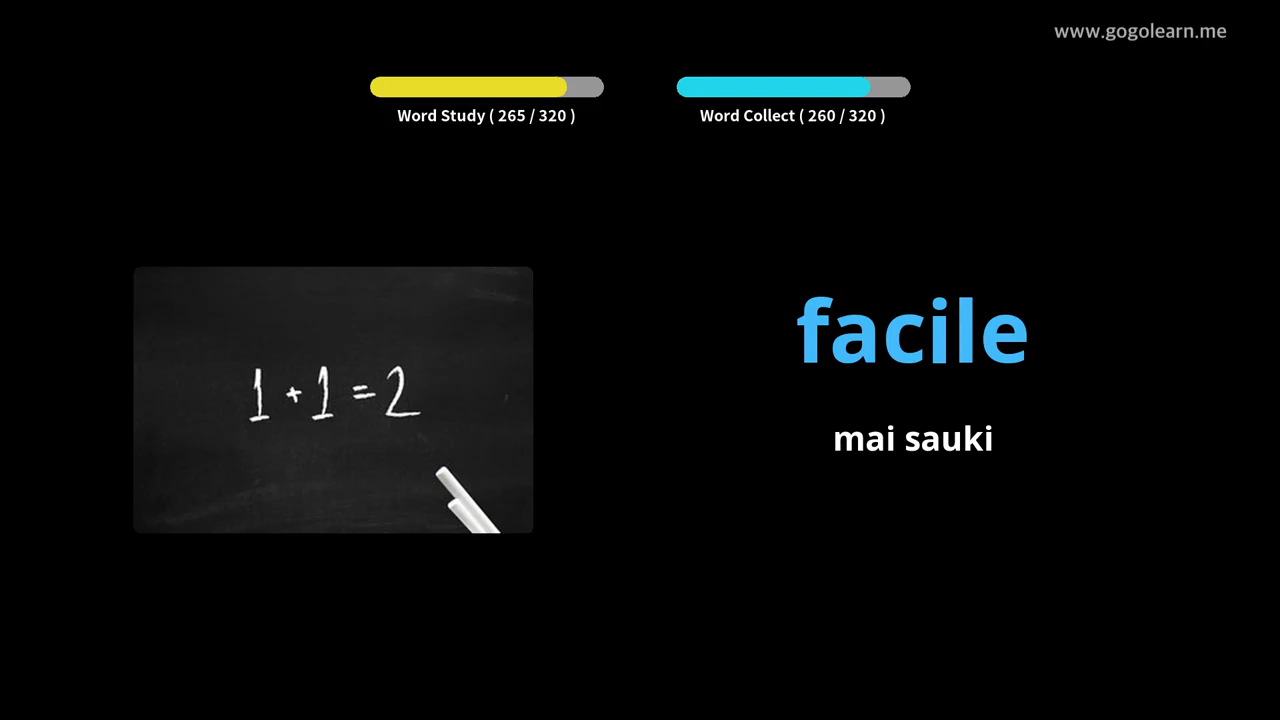 www.gogolearn.me
Word Study ( 265 / 320 )
Word Collect ( 260 / 320 )
1 + 1 = 2
facile
mai sauki